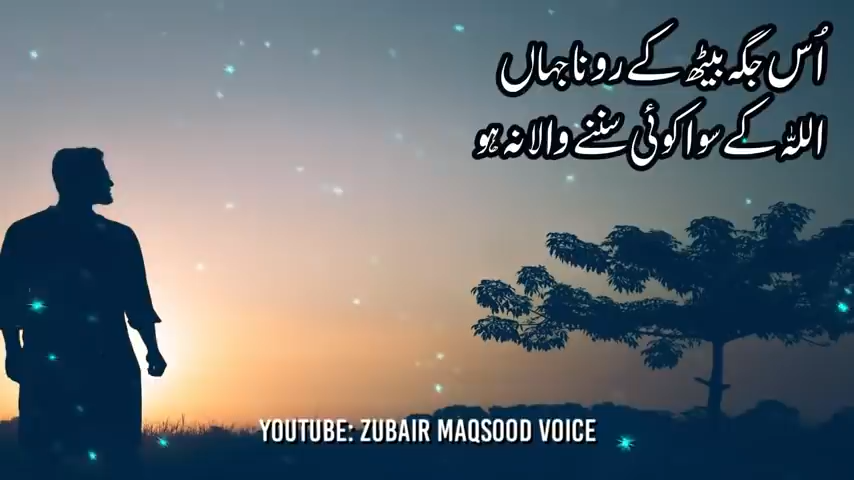 اُس جگہ بیٹھ کے رونا جہاں
اللہ کے سوا کوئی سننے والا نہ ہو
YOUTUBE: ZUBAIR MAQSOOD VOICE